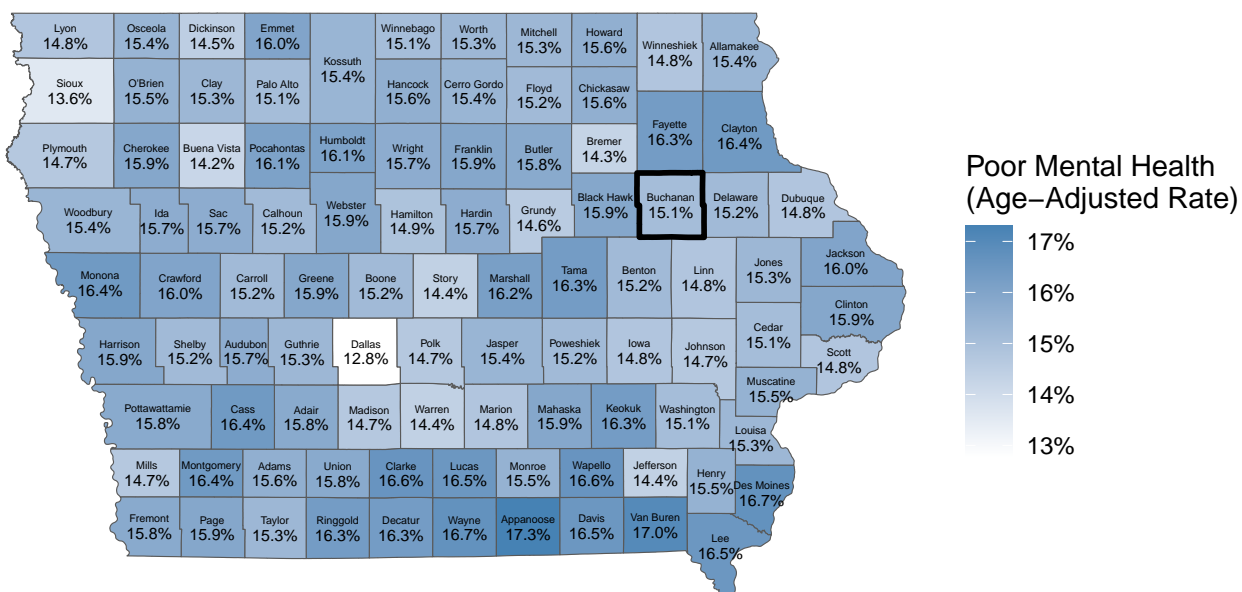 Lyon
14.8%
Osceola
15.4%
Dickinson
14.5%
Emmet
16.0%
Kossuth
15.4%
Winnebago
15.1%
Worth
15.3%
Mitchell
15.3%
Howard
15.6%
Winneshiek
14.8%
Allamakee
15.4%
Sioux
13.6%
O'Brien
15.5%
Clay
15.3%
Palo Alto
15.1%
Hancock
15.6%
Cerro Gordo
15.4%
Floyd
15.2%
Chickasaw
15.6%
Fayette
16.3%
Clayton
16.4%
Plymouth
14.7%
Cherokee
15.9%
Buena Vista
14.2%
Pocahontas
16.1%
Humboldt
16.1%
Wright
15.7%
Franklin
15.9%
Butler
15.8%
Bremer
14.3%
Woodbury
15.4%
Ida
15.7%
Sac
15.7%
Calhoun
15.2%
Webster
15.9%
Hamilton
14.9%
Hardin
15.7%
Grundy
14.6%
Black Hawk
15.9%
Buchanan
15.1%
Delaware
15.2%
Dubuque
14.8%
Monona
16.4%
Crawford
16.0%
Carroll
15.2%
Greene
15.9%
Boone
15.2%
Story
14.4%
Marshall
16.2%
Tama
16.3%
Benton
15.2%
Linn
14.8%
Jones
15.3%
Jackson
16.0%
Clinton
15.9%
Harrison
15.9%
Shelby
15.2%
Audubon
15.7%
Guthrie
15.3%
Dallas
12.8%
Polk
14.7%
Jasper
15.4%
Poweshiek
15.2%
Iowa
14.8%
Johnson
14.7%
Cedar
15.1%
Scott
14.8%
Muscatine
15.5%
Pottawattamie
15.8%
Cass
16.4%
Adair
15.8%
Madison
14.7%
Warren
14.4%
Marion
14.8%
Mahaska
15.9%
Keokuk
16.3%
Washington
15.1%
Louisa
15.3%
Mills
14.7%
Montgomery
16.4%
Adams
15.6%
Union
15.8%
Clarke
16.6%
Lucas
16.5%
Monroe
15.5%
Wapello
16.6%
Jefferson
14.4%
Henry
15.5%
Des Moines
16.7%
Fremont
15.8%
Page
15.9%
Taylor
15.3%
Ringgold
16.3%
Decatur
16.3%
Wayne
16.7%
Appanoose
17.3%
Davis
16.5%
Van Buren
17.0%
Lee
16.5%
Poor Mental Health
(Age−Adjusted Rate)
17%
16%
15%
14%
13%